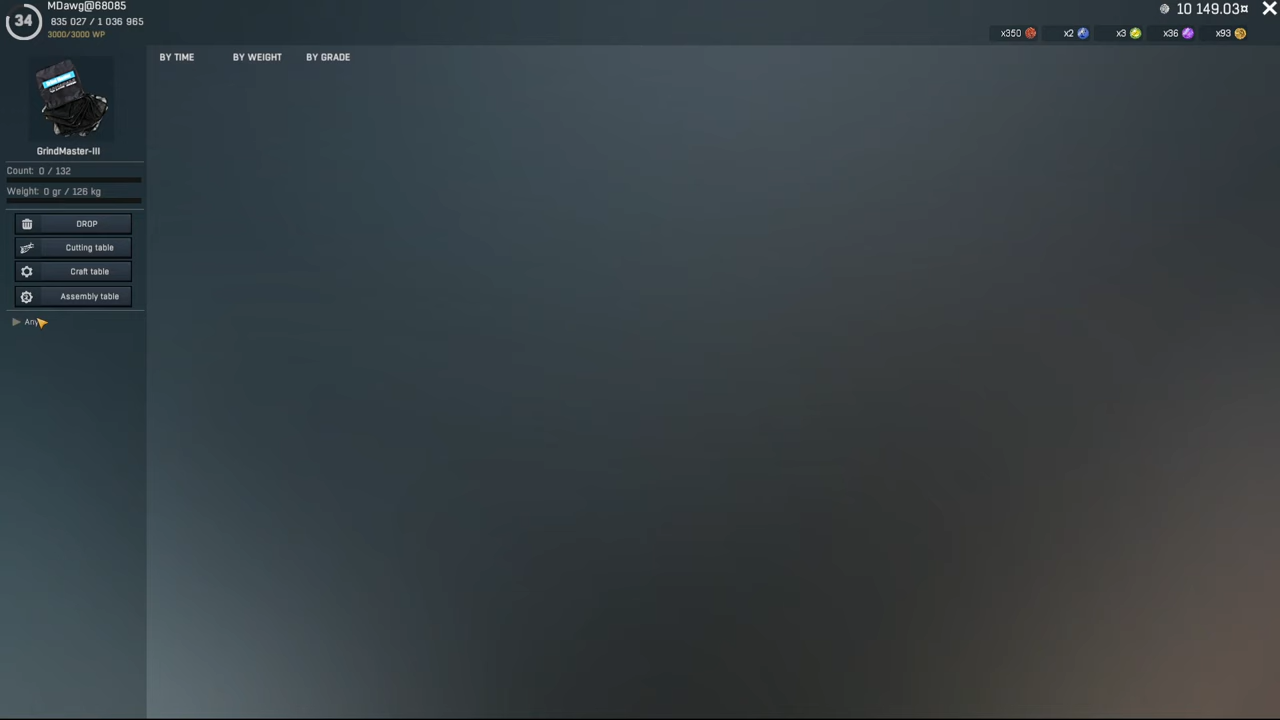 34
MDawg@68085
835 027 / 1 036 965
3000/3000 WP
10 149.03¤
x350
x2
x3
x36
x93
BY TIME
BY WEIGHT
BY GRADE
GrindMaster-III
Count: 0 / 132
Weight: 0 gr / 126 kg
DROP
Cutting table
Craft table
Assembly table
Any